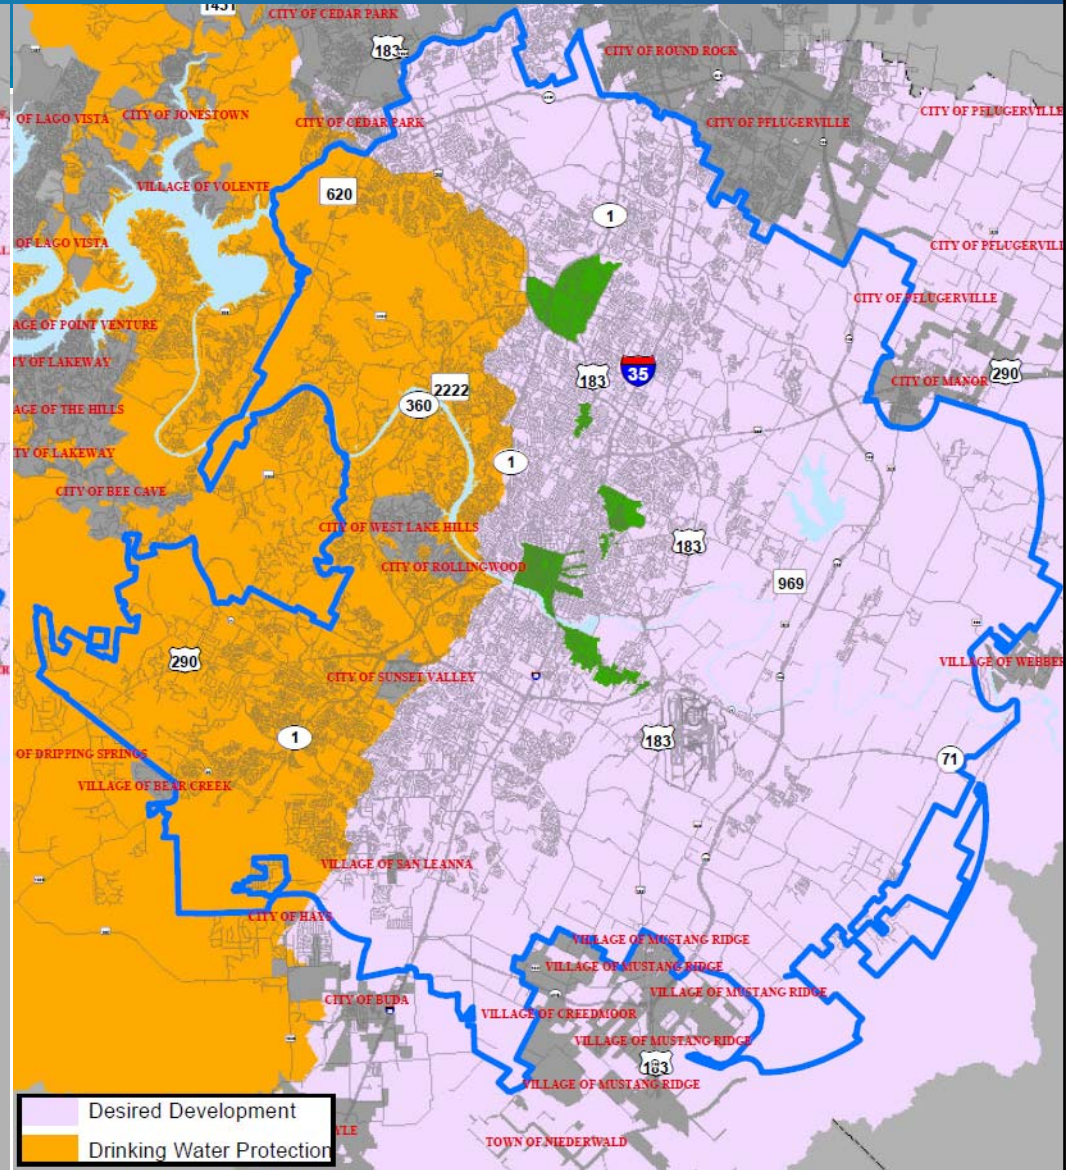 1431
CITY OF CEDAR PARK
183
CITY OF ROUND ROCK
OF LAGO VISTA
CITY OF JONESTOWN
CITY OF CEDAR PARK
CITY OF PFLUGERVILLE
CITY OF PFLUGERVILLE
VILLAGE OF VOLENTE
620
1
OF LAGO VISTA
CITY OF PFLUGERVILL
CITY OF PFLUGERVILLE
AGE OF POINT VENTURE
TY OF LAKEWAY
183
35
290
CITY OF MANOR
2222
360
AGE OF THE HILLS
TY OF LAKEWAY
1
CITY OF BEE CAVE
CITY OF WEST LAKE HILLS
183
CITY OF ROLLINGWOOD
969
290
VILLAGE OF WEBBER
CITY OF SUNSET VALLEY
1
183
OF DRIPPING SPRINGS
71
VILLAGE OF BEAR CREEK
VILLAGE OF SAN LEANNA
CITY OF HAYS
VILLAGE OF MUSTANG RIDGE
VILLAGE OF MUSTANG RIDGE
VILLAGE OF MUSTANG RIDGE
CITY OF BUDA
VILLAGE OF CREEDMOOR
VILLAGE OF MUSTANG RIDGE
183
VILLAGE OF MUSTANG RIDGE
Desired Development
YLE
TOWN OF NIEDERWALD
Drinking Water Protection